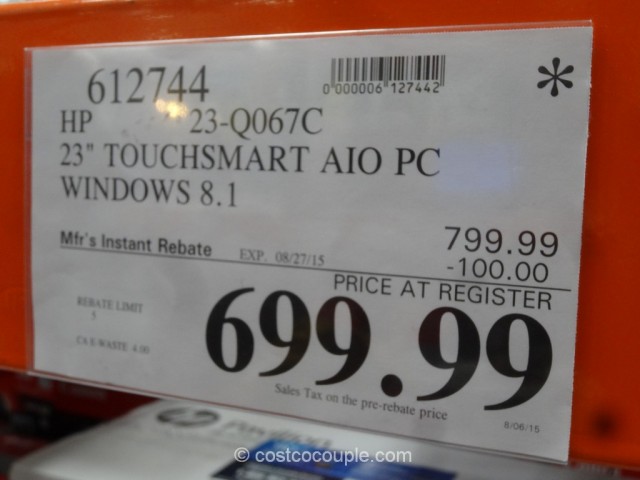 612744
0 000006 127442
*
HP 23-Q067C
23" TOUCHSMART AIO PC
WINDOWS 8.1
799.99
Mfr's Instant Rebate EXP. 08/27/15
-100.00
PRICE AT REGISTER
REBATE LIMIT
5
699.99
CA E-WASTE 4.00
Sales Tax on the pre-rebate price
8/06/15
hp Pavilion
© costcocouple.com